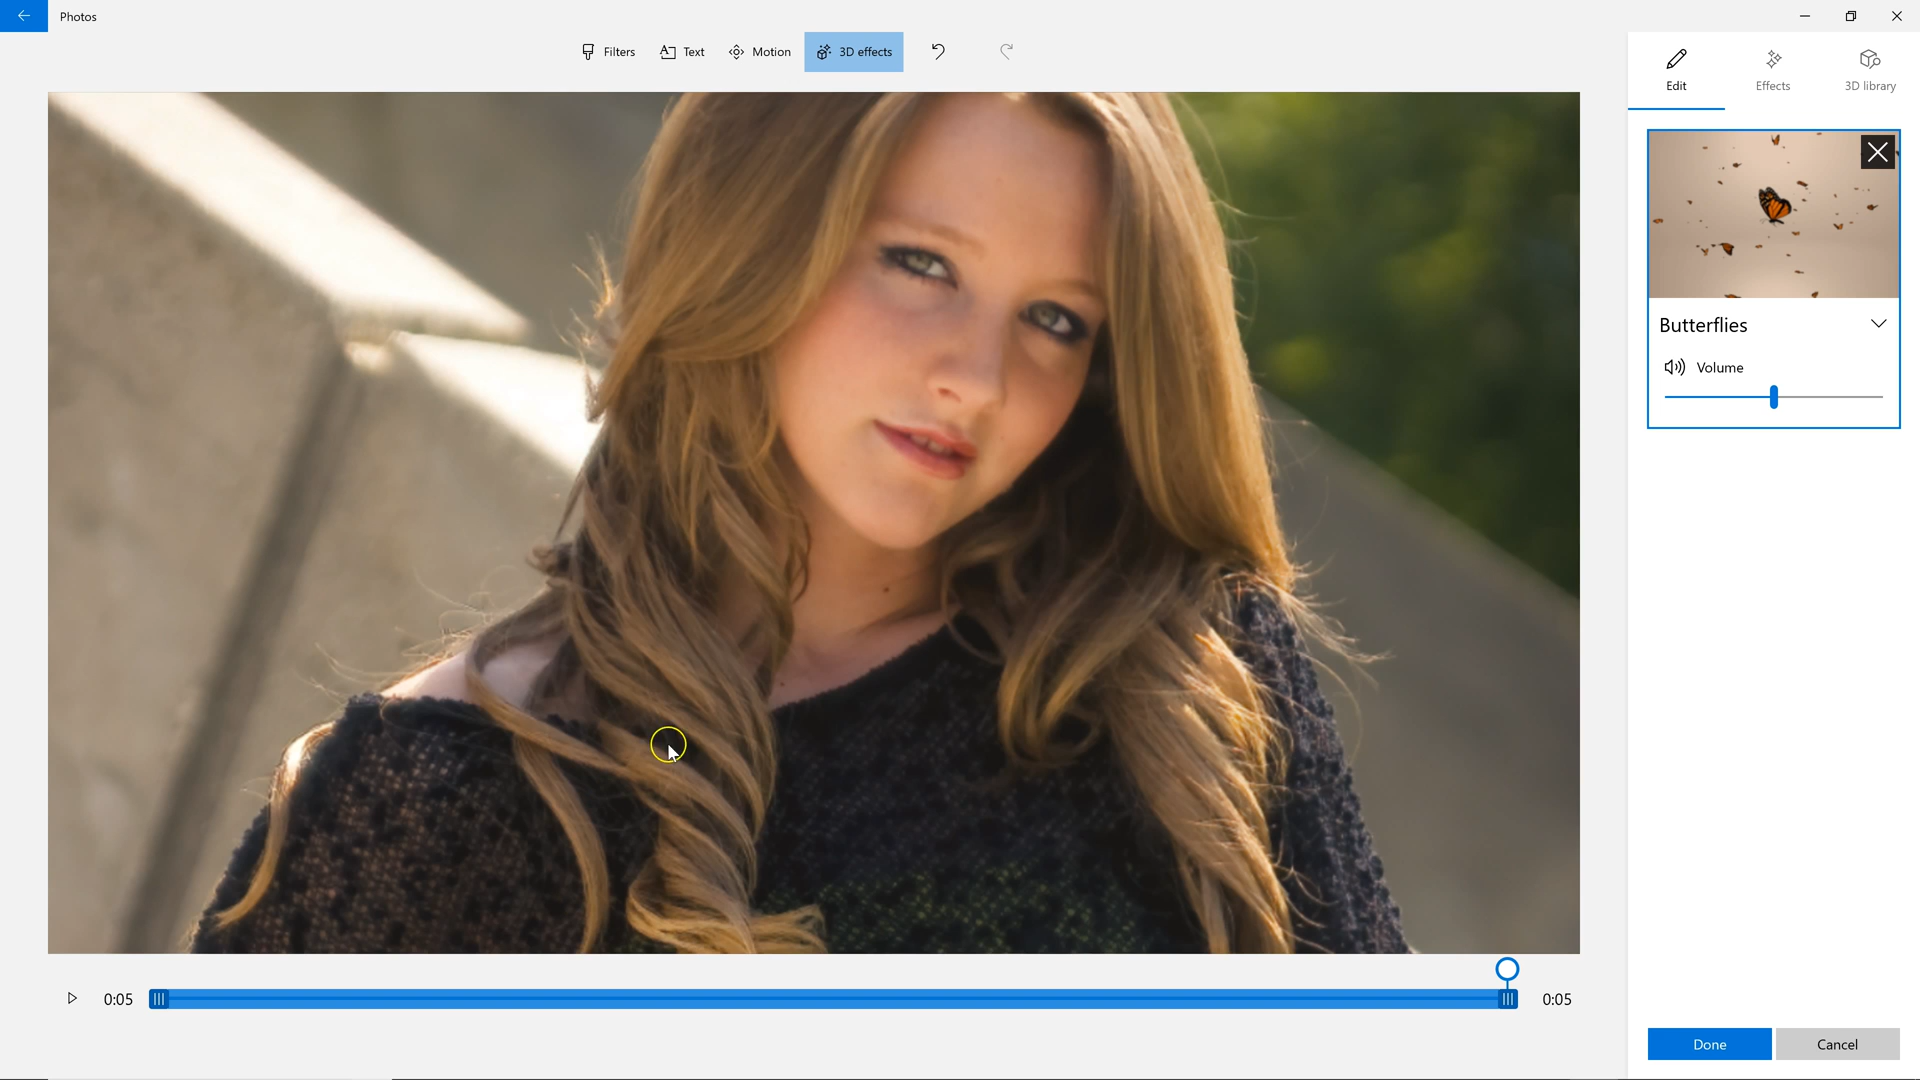 Photos
Filters
Text
Motion
3D effects
Edit
Effects
3D library
Butterflies
Volume
0:05
0:05
Done
Cancel